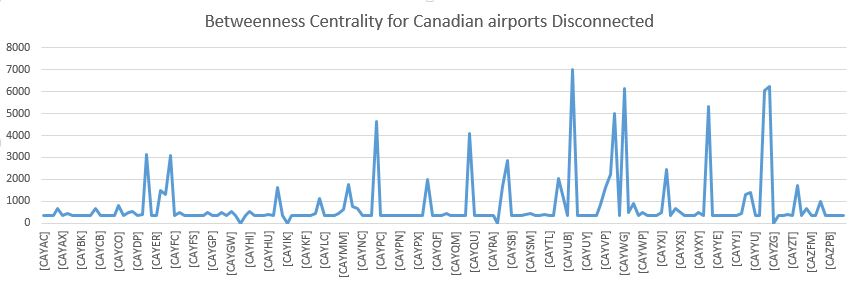 Betweenness Centrality for Canadian airports Disconnected
8000
7000
6000
5000
4000
3000
2000
1000
0
[CAYAC]
[CAYAX]
[CAYBK]
[CAYCB]
[CAYCO]
[CAYDP]
[CAYER]
[CAYFC]
[CAYFS]
[CAYGP]
[CAYGW]
[CAYHI]
[CAYHU]
[CAYIK]
[CAYKF]
[CAYLC]
[CAYMM]
[CAYNC]
[CAYPC]
[CAYPN]
[CAYPX]
[CAYQF]
[CAYQM]
[CAYQU]
[CAYRA]
[CAYSB]
[CAYSM]
[CAYTL]
[CAYUB]
[CAYUY]
[CAYVP]
[CAYWG]
[CAYWP]
[CAYXJ]
[CAYXS]
[CAYXY]
[CAYYE]
[CAYYJ]
[CAYYU]
[CAYZG]
[CAYZT]
[CAZFM]
[CAZPB]